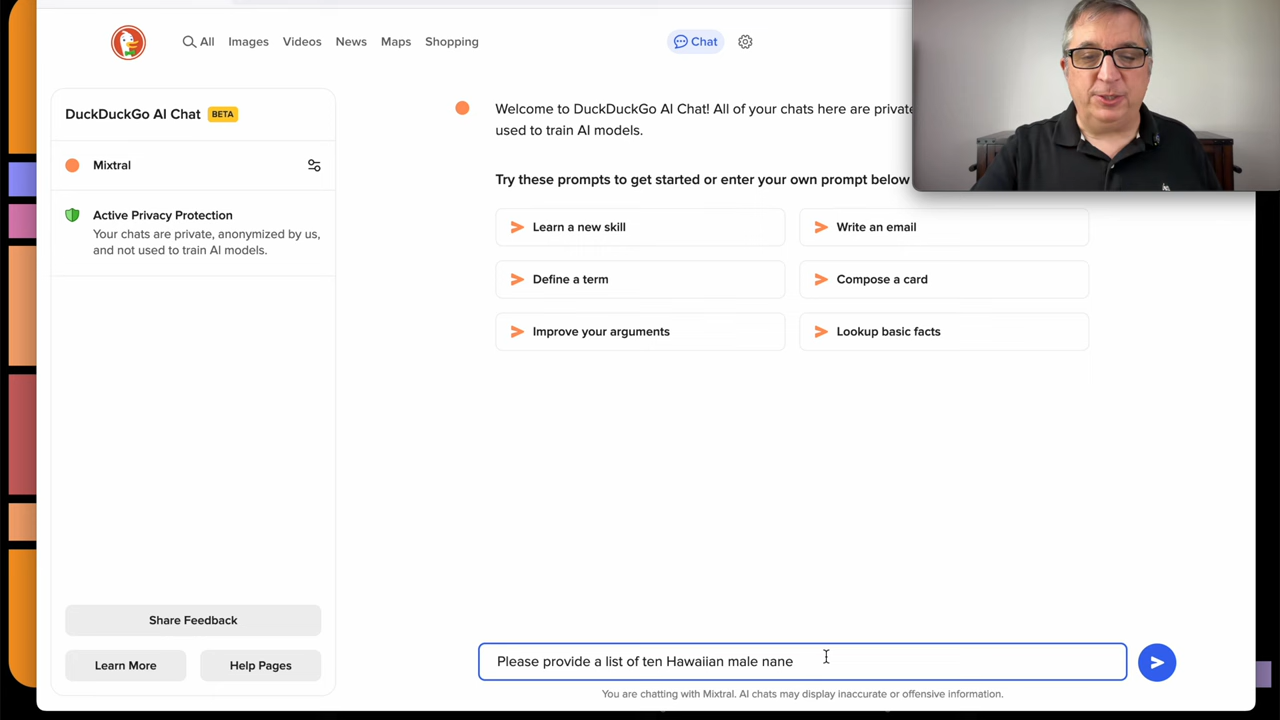 All Images Videos News Maps Shopping
Chat
DuckDuckGo AI Chat BETA
Mixtral
Active Privacy Protection
Your chats are private, anonymized by us,
and not used to train AI models.
Share Feedback
Learn More Help Pages
Welcome to DuckDuckGo AI Chat! All of your chats here are private
used to train AI models.
Try these prompts to get started or enter your own prompt below
Learn a new skill Write an email
Define a term Compose a card
Improve your arguments Lookup basic facts
Please provide a list of ten Hawaiian male nane
You are chatting with Mixtral. AI chats may display inaccurate or offensive information.